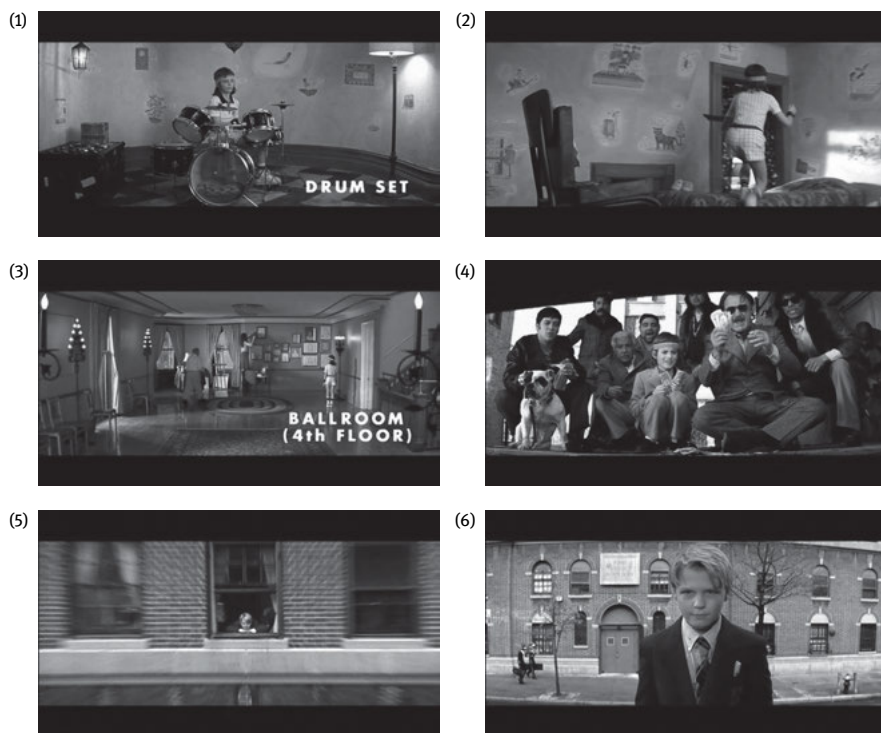 (1)
DRUM SET
(2)
(3)
BALLROOM
(4th FLOOR)
(4)
(5)
(6)